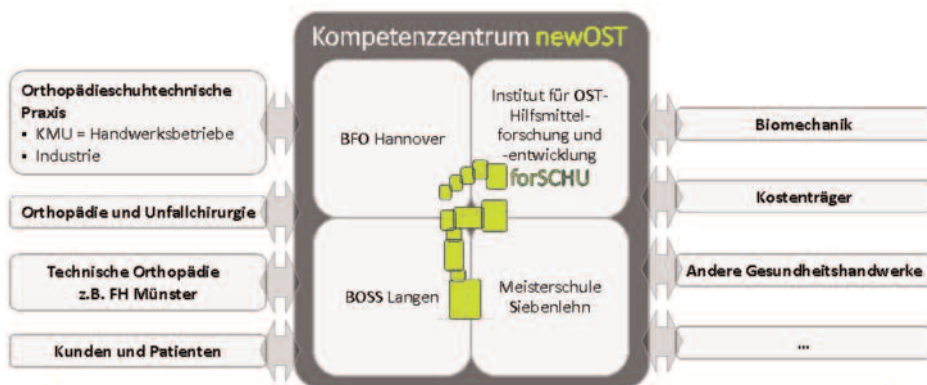 Kompetenzzentrum newOST
Orthopädieschuhtechnische
Praxis
▪ KMU = Handwerksbetriebe
▪ Industrie
Orthopädie und Unfallchirurgie
Technische Orthopädie
z.B. FH Münster
Kunden und Patienten
BFO Hannover
Institut für OST-
Hilfsmittel-
forschung und
-entwicklung
forSCHU
BOSS Langen
Meisterschule
Siebenlehn
Biomechanik
Kostenträger
Andere Gesundheitshandwerke
...